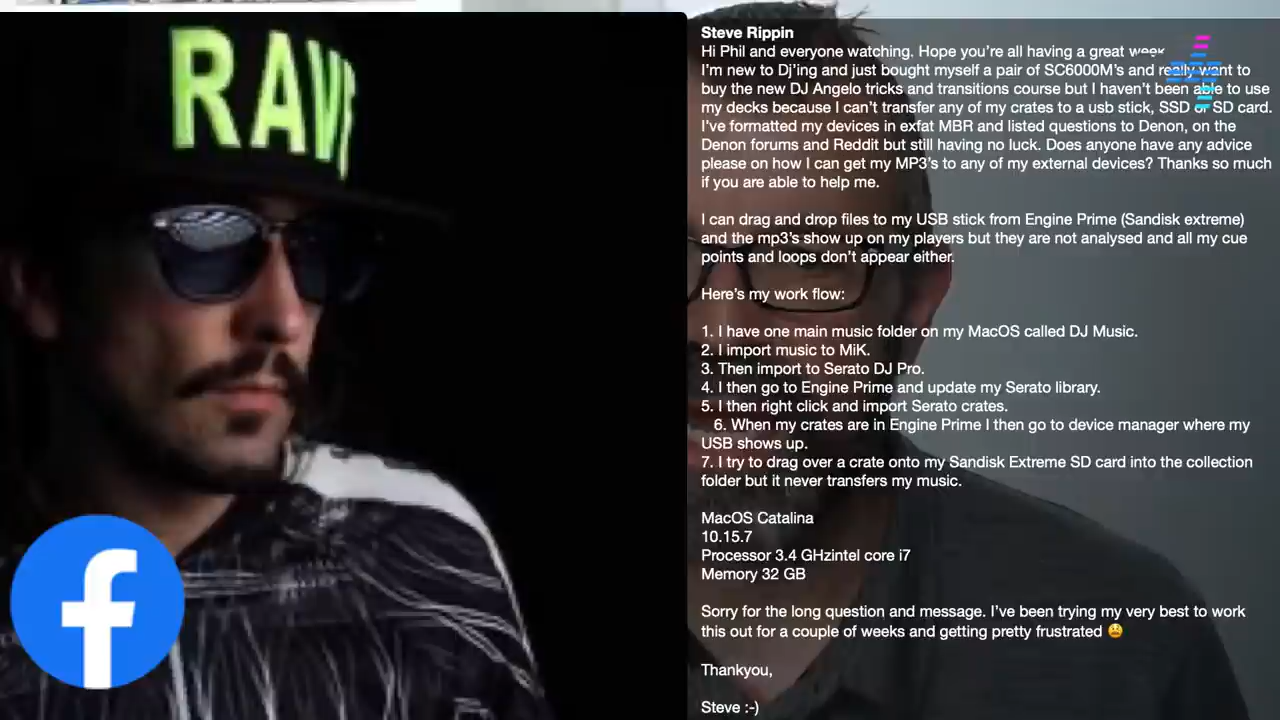 RAVE
Steve Rippin
Hi Phil and everyone watching. Hope you're all having a great week.
I'm new to Dj'ing and just bought myself a pair of SC6000M's and really want to
buy the new DJ Angelo tricks and transitions course but I haven't been able to use
my decks because I can't transfer any of my crates to a usb stick, SSD or SD card.
I've formatted my devices in exfat MBR and listed questions to Denon, on the
Denon forums and Reddit but still having no luck. Does anyone have any advice
please on how I can get my MP3's to any of my external devices? Thanks so much
if you are able to help me.
I can drag and drop files to my USB stick from Engine Prime (Sandisk extreme)
and the mp3's show up on my players but they are not analysed and all my cue
points and loops don't appear either.
Here's my work flow:
1. I have one main music folder on my MacOS called DJ Music.
2. I import music to MiK.
3. Then import to Serato DJ Pro.
4. I then go to Engine Prime and update my Serato library.
5. I then right click and import Serato crates.
6. When my crates are in Engine Prime I then go to device manager where my
USB shows up.
7. I try to drag over a crate onto my Sandisk Extreme SD card into the collection
folder but it never transfers my music.
MacOS Catalina
10.15.7
Processor 3.4 GHzintel core i7
Memory 32 GB
Sorry for the long question and message. I've been trying my very best to work
this out for a couple of weeks and getting pretty frustrated 😩
Thankyou,
Steve :-)